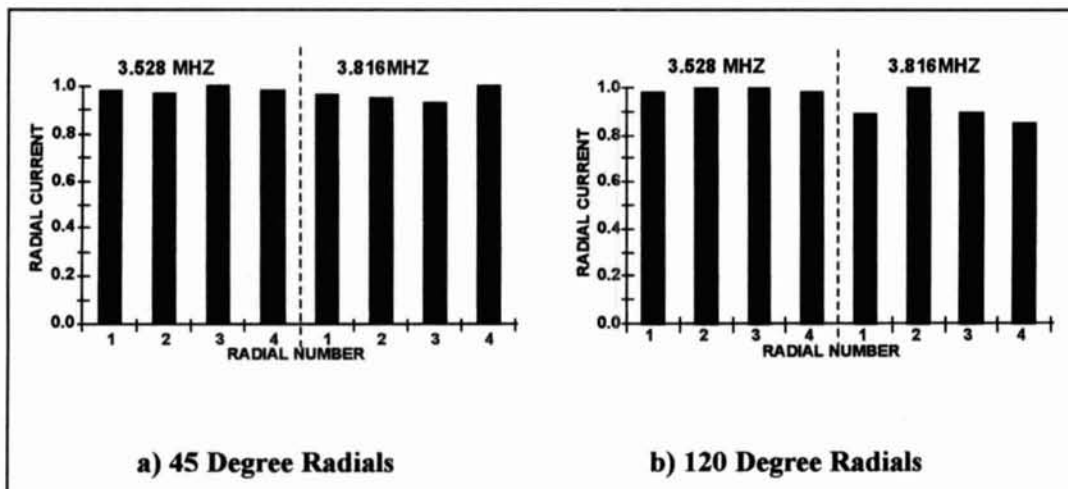 3.528 MHZ 3.816MHZ
RADIAL CURRENT
1.0
0.8
0.6
0.4
0.2
0.0
1 2 3 4 1 2 3 4
RADIAL NUMBER
a) 45 Degree Radials
3.528 MHZ 3.816MHZ
RADIAL CURRENT
1.0
0.8
0.6
0.4
0.2
0.0
1 2 3 4 1 2 3 4
RADIAL NUMBER
b) 120 Degree Radials